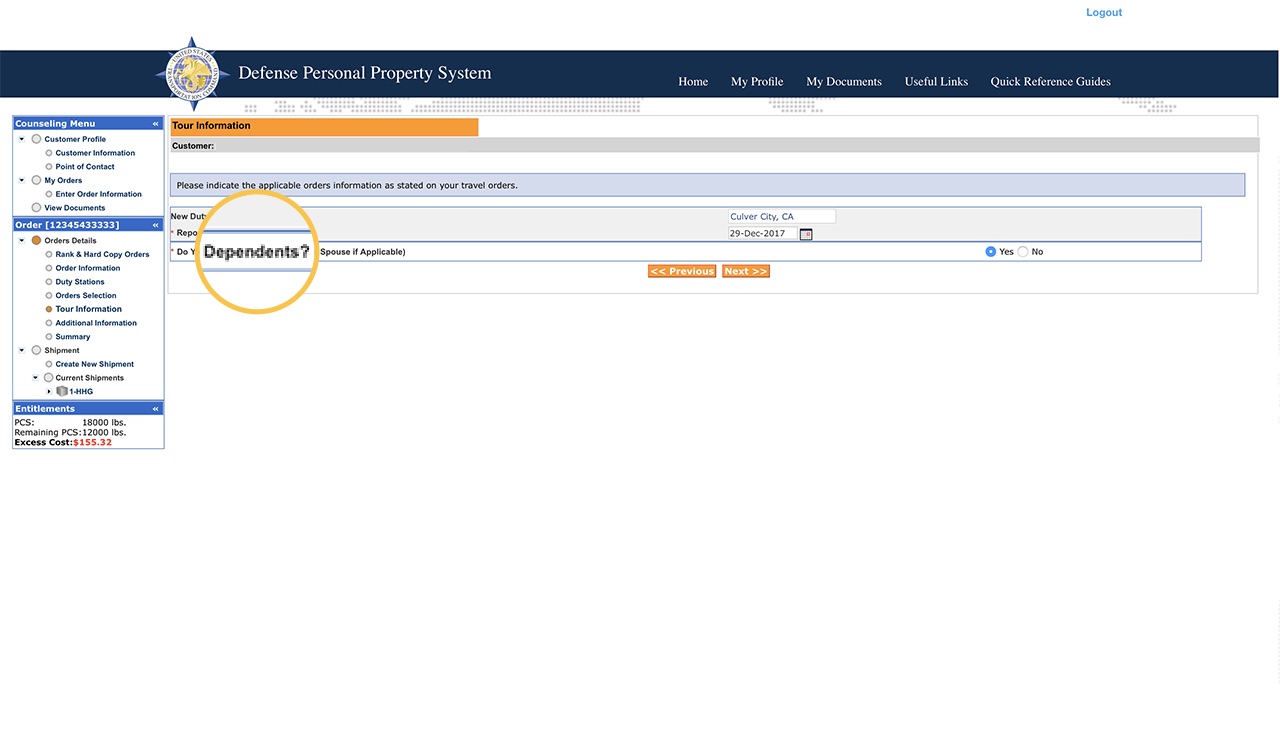 Logout
UNITED STATES TRANSPORTATION COMMAND
Defense Personal Property System
Home My Profile My Documents Useful Links Quick Reference Guides
Counseling Menu «
Customer Profile
Customer Information
Point of Contact
My Orders
Enter Order Information
View Documents
Order [12345433333] «
Orders Details
Rank & Hard Copy Orders
Order Information
Duty Stations
Orders Selection
Tour Information
Additional Information
Summary
Shipment
Create New Shipment
Current Shipments
1-HHG
Entitlements «
PCS: 18000 lbs.
Remaining PCS:12000 lbs.
Excess Cost:$155.32
Tour Information
Customer:
Please indicate the applicable orders information as stated on your travel orders.
New Dut Culver City, CA
* Repo 29-Dec-2017
* Do Y Dependents? Spouse if Applicable) Yes No
<< Previous Next >>